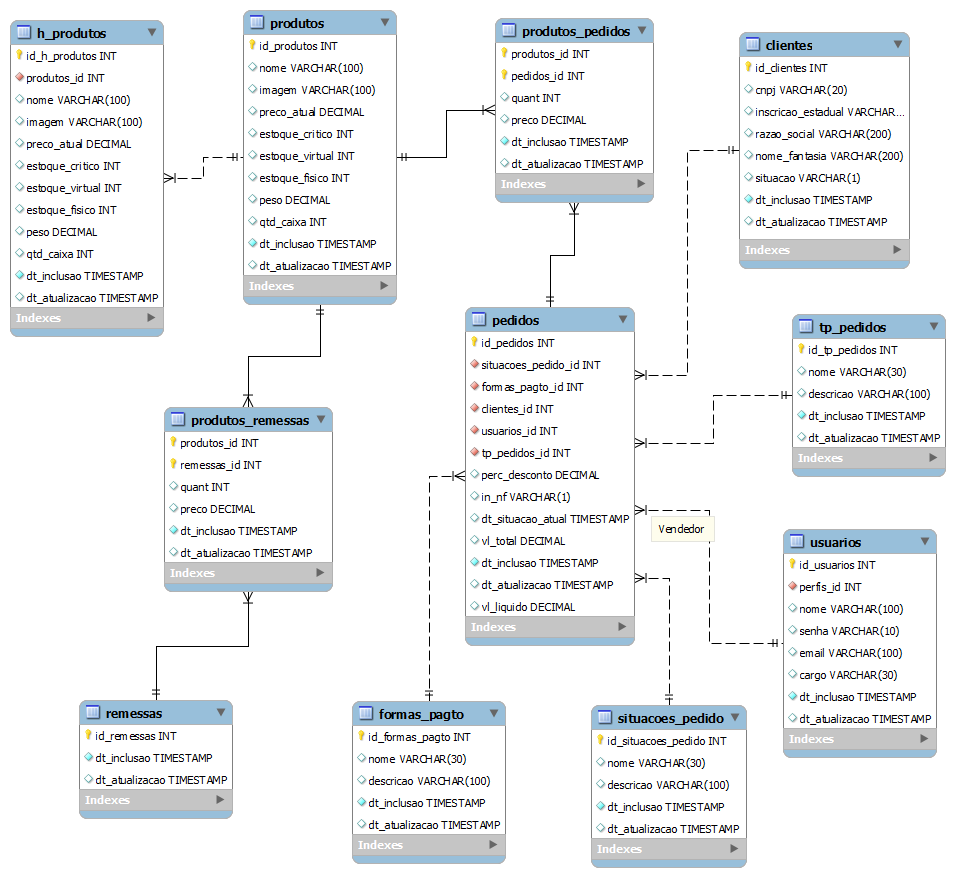 h_produtos
id_h_produtos INT
produtos_id INT
nome VARCHAR(100)
imagem VARCHAR(100)
preco_atual DECIMAL
estoque_critico INT
estoque_virtual INT
estoque_fisico INT
peso DECIMAL
qtd_caixa INT
dt_inclusao TIMESTAMP
dt_atualizacao TIMESTAMP
Indexes
produtos
id_produtos INT
nome VARCHAR(100)
imagem VARCHAR(100)
preco_atual DECIMAL
estoque_critico INT
estoque_virtual INT
estoque_fisico INT
peso DECIMAL
qtd_caixa INT
dt_inclusao TIMESTAMP
dt_atualizacao TIMESTAMP
Indexes
produtos_pedidos
produtos_id INT
pedidos_id INT
quant INT
preco DECIMAL
dt_inclusao TIMESTAMP
dt_atualizacao TIMESTAMP
Indexes
clientes
id_clientes INT
cnpj VARCHAR(20)
inscricao_estadual VARCHAR...
razao_social VARCHAR(200)
nome_fantasia VARCHAR(200)
situacao VARCHAR(1)
dt_inclusao TIMESTAMP
dt_atualizacao TIMESTAMP
Indexes
pedidos
id_pedidos INT
situacoes_pedido_id INT
formas_pagto_id INT
clientes_id INT
usuarios_id INT
tp_pedidos_id INT
perc_desconto DECIMAL
in_nf VARCHAR(1)
dt_situacao_atual TIMESTAMP
vl_total DECIMAL
dt_inclusao TIMESTAMP
dt_atualizacao TIMESTAMP
vl_liquido DECIMAL
Indexes
tp_pedidos
id_tp_pedidos INT
nome VARCHAR(30)
descricao VARCHAR(100)
dt_inclusao TIMESTAMP
dt_atualizacao TIMESTAMP
Indexes
produtos_remessas
produtos_id INT
remessas_id INT
quant INT
preco DECIMAL
dt_inclusao TIMESTAMP
dt_atualizacao TIMESTAMP
Indexes
Vendedor
usuarios
id_usuarios INT
perfis_id INT
nome VARCHAR(100)
senha VARCHAR(10)
email VARCHAR(100)
cargo VARCHAR(30)
dt_inclusao TIMESTAMP
dt_atualizacao TIMESTAMP
Indexes
remessas
id_remessas INT
dt_inclusao TIMESTAMP
dt_atualizacao TIMESTAMP
Indexes
formas_pagto
id_formas_pagto INT
nome VARCHAR(30)
descricao VARCHAR(100)
dt_inclusao TIMESTAMP
dt_atualizacao TIMESTAMP
Indexes
situacoes_pedido
id_situacoes_pedido INT
nome VARCHAR(30)
descricao VARCHAR(100)
dt_inclusao TIMESTAMP
dt_atualizacao TIMESTAMP
Indexes